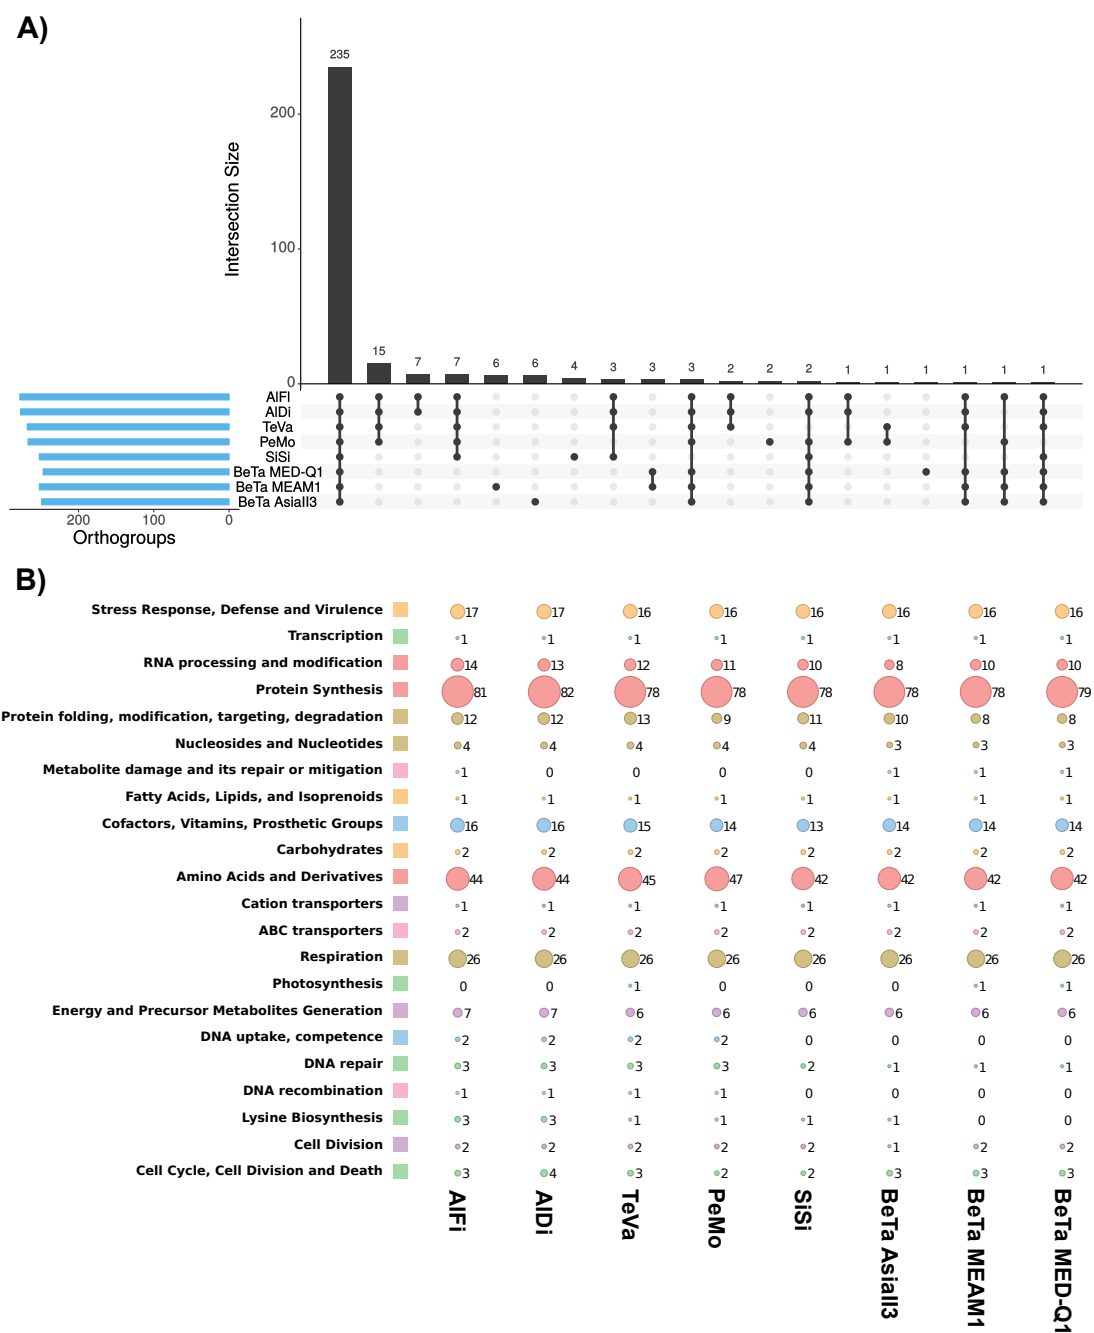 A)
Intersection Size
235
200
100
0
15
7
7
6
6
4
3
3
3
2
2
2
1
1
1
1
1
1
AlFl
AlDi
TeVa
PeMo
SiSi
BeTa MED-Q1
BeTa MEAM1
BeTa AsiaII3
200 100 0
Orthogroups
B)
Stress Response, Defense and Virulence 17 17 16 16 16 16 16 16
Transcription 1 1 1 1 1 1 1 1
RNA processing and modification 14 13 12 11 10 8 10 10
Protein Synthesis 81 82 78 78 78 78 78 79
Protein folding, modification, targeting, degradation 12 12 13 9 11 10 8 8
Nucleosides and Nucleotides 4 4 4 4 4 3 3 3
Metabolite damage and its repair or mitigation 1 0 0 0 0 1 1 1
Fatty Acids, Lipids, and Isoprenoids 1 1 1 1 1 1 1 1
Cofactors, Vitamins, Prosthetic Groups 16 16 15 14 13 14 14 14
Carbohydrates 2 2 2 2 2 2 2 2
Amino Acids and Derivatives 44 44 45 47 42 42 42 42
Cation transporters 1 1 1 1 1 1 1 1
ABC transporters 2 2 2 2 2 2 2 2
Respiration 26 26 26 26 26 26 26 26
Photosynthesis 0 0 1 0 0 0 1 1
Energy and Precursor Metabolites Generation 7 7 6 6 6 6 6 6
DNA uptake, competence 2 2 2 2 0 0 0 0
DNA repair 3 3 3 3 2 1 1 1
DNA recombination 1 1 1 1 0 0 0 0
Lysine Biosynthesis 3 3 1 1 1 1 0 0
Cell Division 2 2 2 2 2 1 2 2
Cell Cycle, Cell Division and Death 3 4 3 2 2 3 3 3
AlFi
AlDi
TeVa
PeMo
SiSi
BeTa AsiaII3
BeTa MEAM1
BeTa MED-Q1